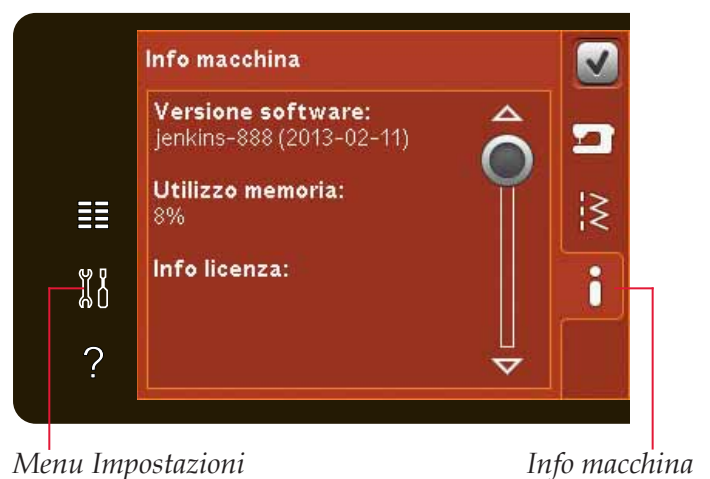 Info macchina
Versione software:
jenkins-888 (2013-02-11)
Utilizzo memoria:
8%
Info licenza:
?
Menu Impostazioni
Info macchina